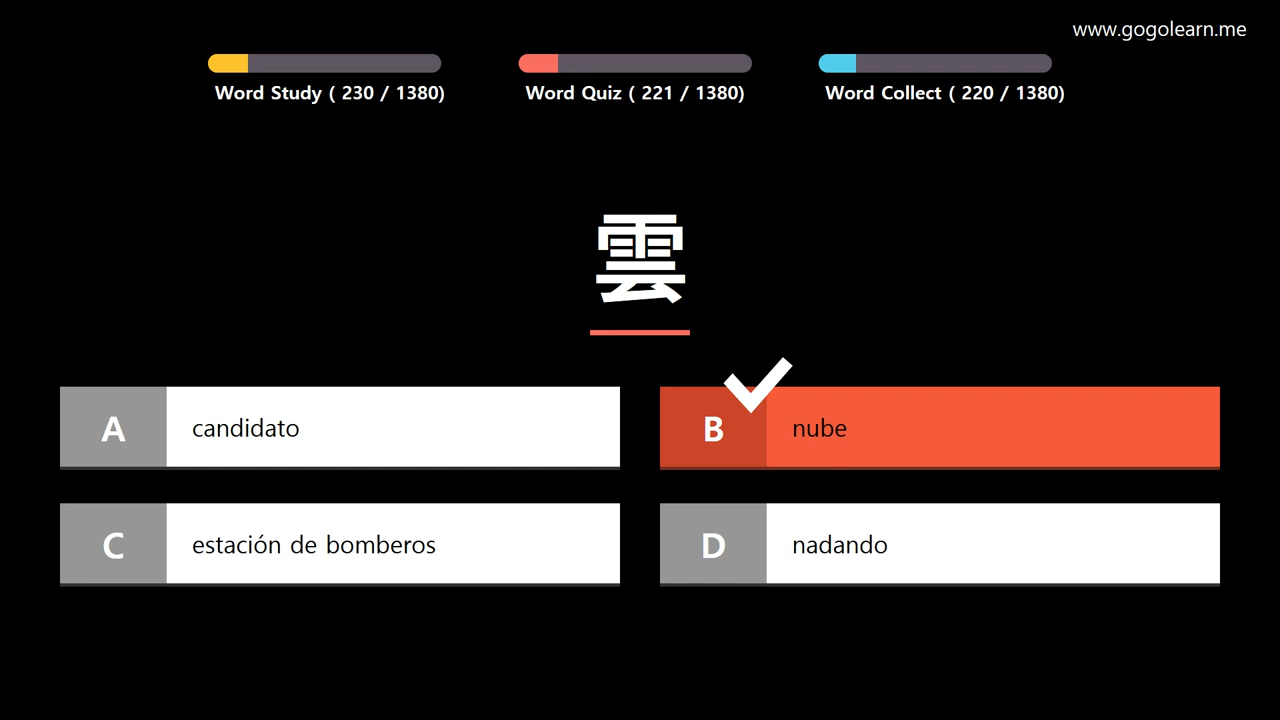 www.gogolearn.me
Word Study ( 230 / 1380)
Word Quiz ( 221 / 1380)
Word Collect ( 220 / 1380)
雲
A
candidato
B
nube
C
estación de bomberos
D
nadando